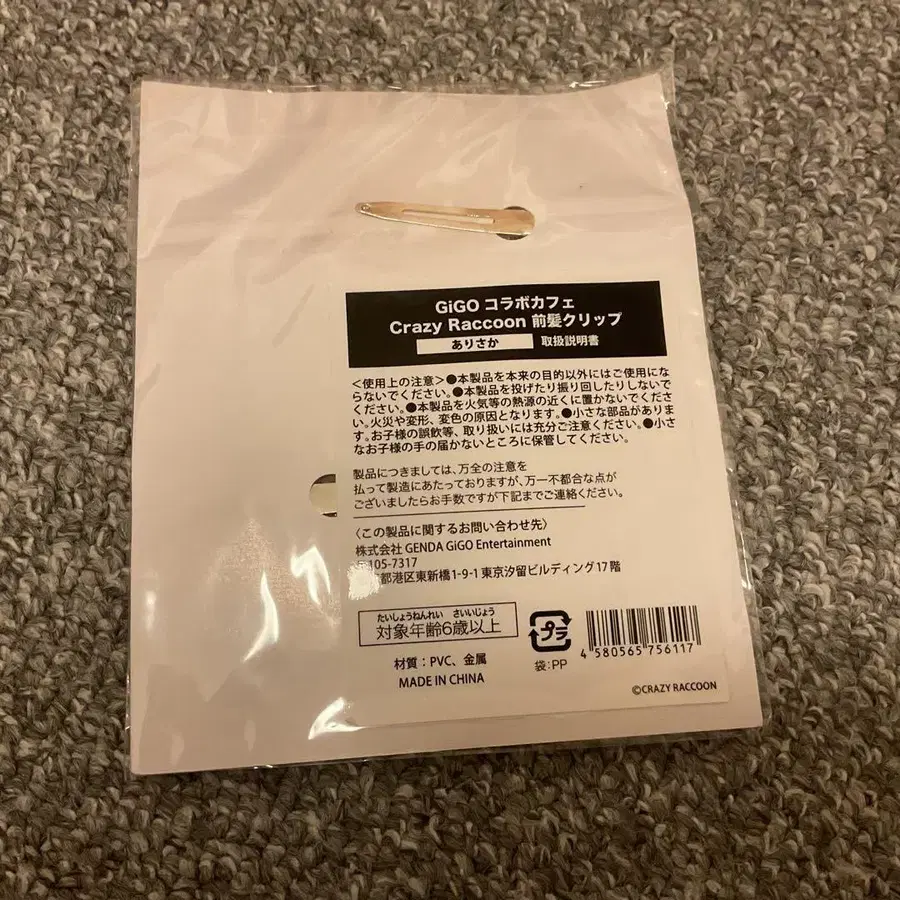 GiGO コラボカフェ
Crazy Raccoon 前髪クリップ
ありさか 取扱説明書
＜使用上の注意＞●本製品を本来の目的以外にはご使用にな
らないでください。●本製品を投げたり振り回したりしないで
ください。●本製品を火気等の熱源の近くに置かないでくださ
い。火災や変形、変色の原因となります。●小さな部品がありま
す。お子様の誤飲等、取り扱いには充分ご注意ください。●小さ
なお子様の手の届かないところに保管してください。
製品につきましては、万全の注意を
払って製造にあたっておりますが、万一不都合な点が
ございましたらお手数ですが下記までご連絡ください。
〈この製品に関するお問い合わせ先〉
株式会社 GENDA GiGO Entertainment
105-7317
都港区東新橋1-9-1 東京汐留ビルディング17階
たいしょうねんれい さいいじょう
対象年齢6歳以上
プラ
袋：PP
4 580565 756117
材質：PVC、金属
MADE IN CHINA
©CRAZY RACCOON